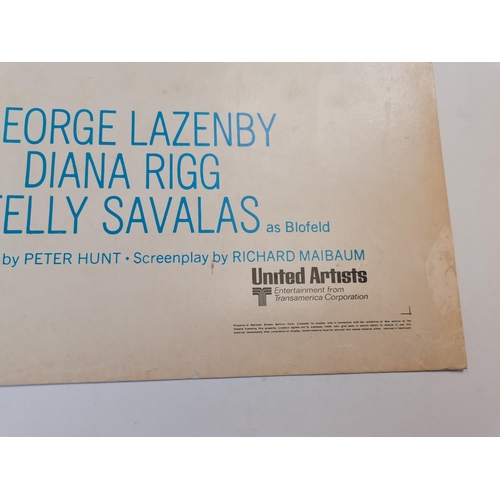 EORGE LAZENBY
DIANA RIGG
TELLY SAVALAS as Blofeld
by PETER HUNT · Screenplay by RICHARD MAIBAUM
United Artists
Entertainment from
Transamerica Corporation